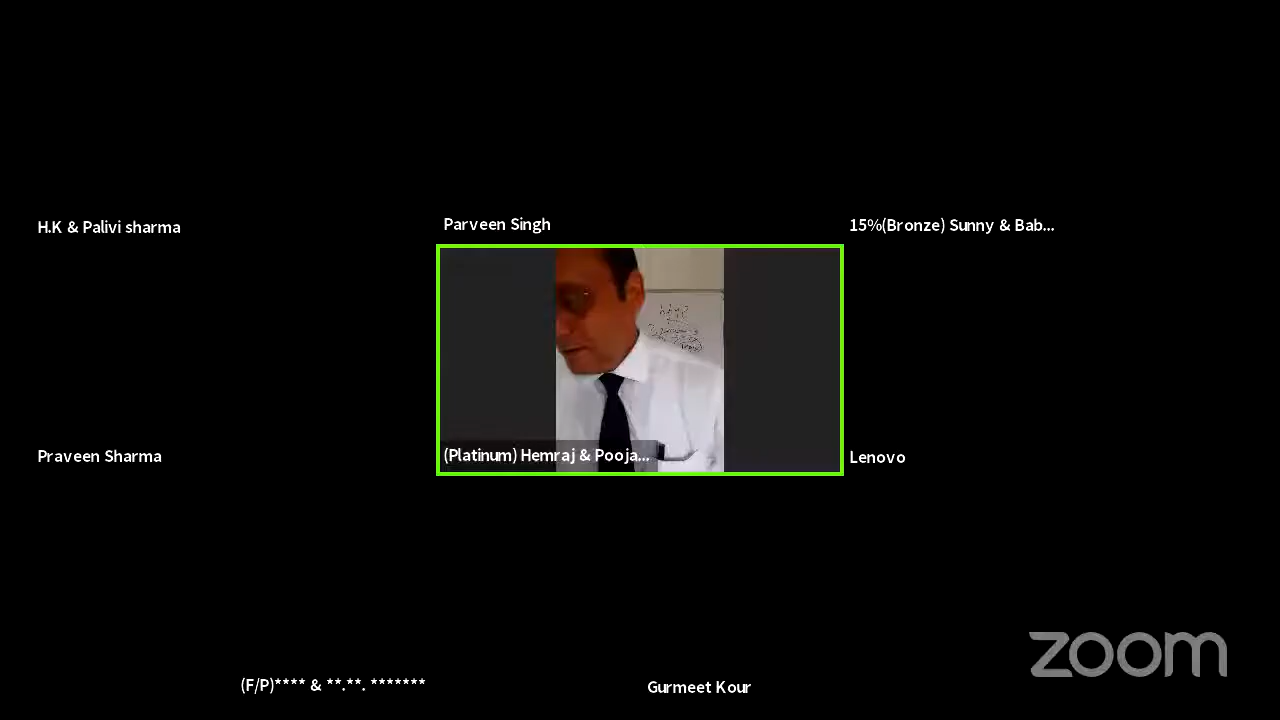 H.K & Palivi sharma
Parveen Singh
15%(Bronze) Sunny & Bab...
Praveen Sharma
(Platinum) Hemraj & Pooja...
Lenovo
(F/P)**** & **.**. *******
Gurmeet Kour
zoom